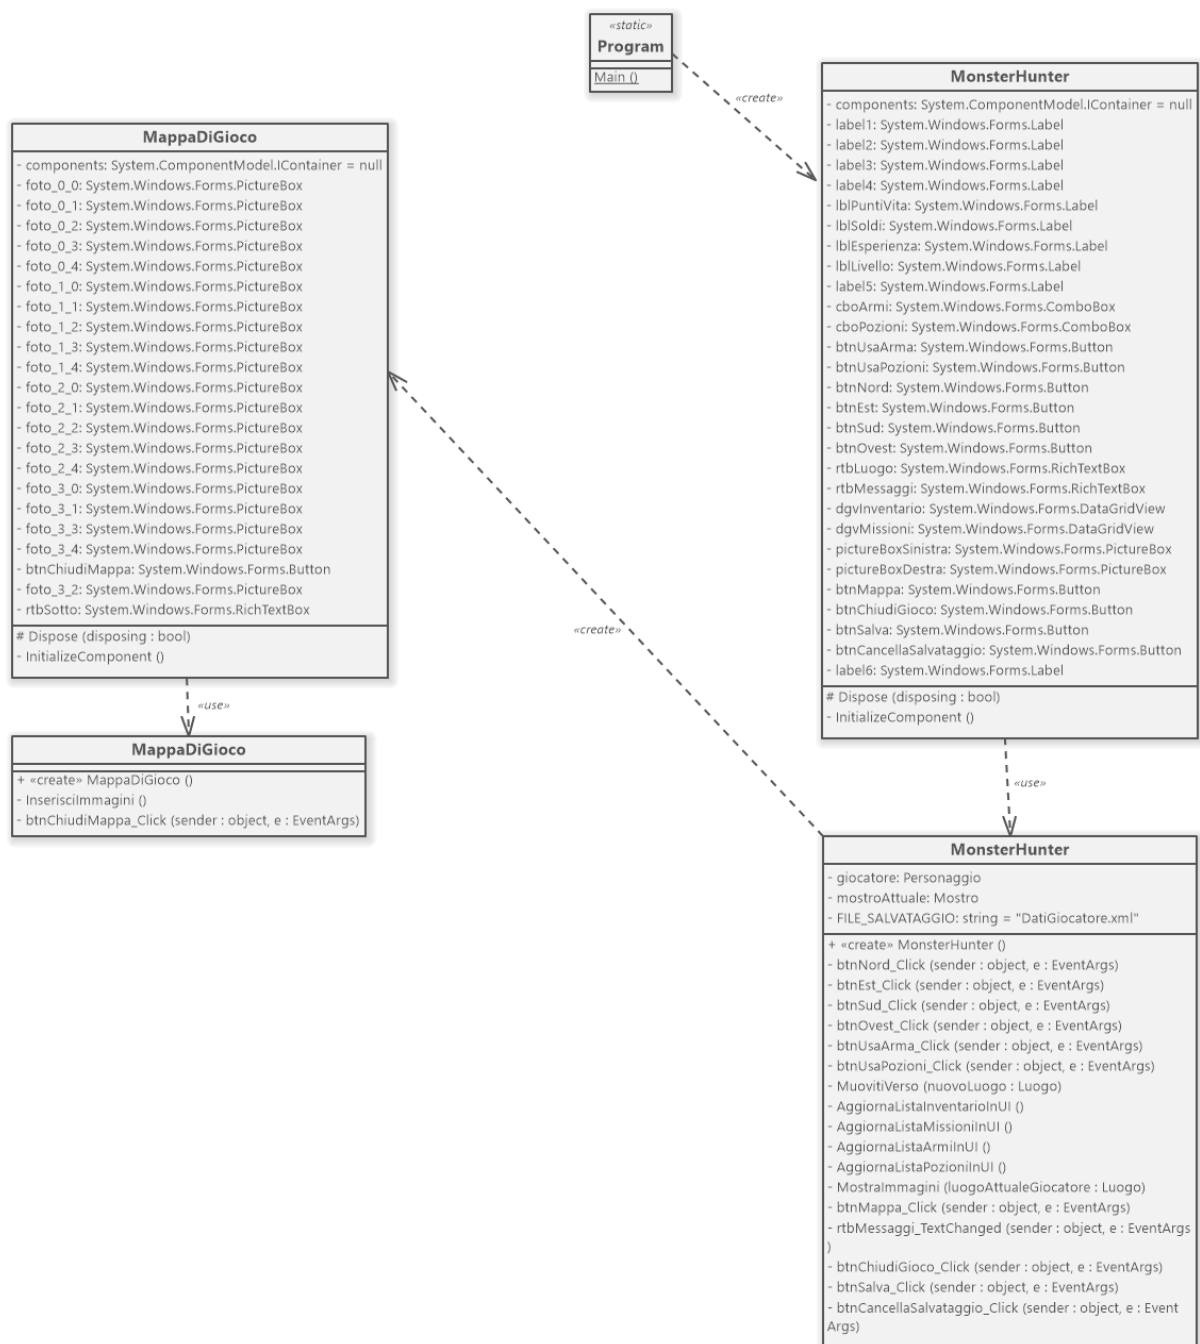 «static»
Program
Main ()
«create»
MonsterHunter
- components: System.ComponentModel.IContainer = null
- label1: System.Windows.Forms.Label
- label2: System.Windows.Forms.Label
- label3: System.Windows.Forms.Label
- label4: System.Windows.Forms.Label
- lblPuntiVita: System.Windows.Forms.Label
- lblSoldi: System.Windows.Forms.Label
- lblEsperienza: System.Windows.Forms.Label
- lblLivello: System.Windows.Forms.Label
- label5: System.Windows.Forms.Label
- cboArmi: System.Windows.Forms.ComboBox
- cboPozioni: System.Windows.Forms.ComboBox
- btnUsaArma: System.Windows.Forms.Button
- btnUsaPozioni: System.Windows.Forms.Button
- btnNord: System.Windows.Forms.Button
- btnEst: System.Windows.Forms.Button
- btnSud: System.Windows.Forms.Button
- btnOvest: System.Windows.Forms.Button
- rtbLuogo: System.Windows.Forms.RichTextBox
- rtbMessaggi: System.Windows.Forms.RichTextBox
- dgvInventario: System.Windows.Forms.DataGridView
- dgvMissioni: System.Windows.Forms.DataGridView
- pictureBoxSinistra: System.Windows.Forms.PictureBox
- pictureBoxDestra: System.Windows.Forms.PictureBox
- btnMappa: System.Windows.Forms.Button
- btnChiudiGioco: System.Windows.Forms.Button
- btnSalva: System.Windows.Forms.Button
- btnCancellaSalvataggio: System.Windows.Forms.Button
- label6: System.Windows.Forms.Label
# Dispose (disposing : bool)
- InitializeComponent ()
MappaDiGioco
- components: System.ComponentModel.IContainer = null
- foto_0_0: System.Windows.Forms.PictureBox
- foto_0_1: System.Windows.Forms.PictureBox
- foto_0_2: System.Windows.Forms.PictureBox
- foto_0_3: System.Windows.Forms.PictureBox
- foto_0_4: System.Windows.Forms.PictureBox
- foto_1_0: System.Windows.Forms.PictureBox
- foto_1_1: System.Windows.Forms.PictureBox
- foto_1_2: System.Windows.Forms.PictureBox
- foto_1_3: System.Windows.Forms.PictureBox
- foto_1_4: System.Windows.Forms.PictureBox
- foto_2_0: System.Windows.Forms.PictureBox
- foto_2_1: System.Windows.Forms.PictureBox
- foto_2_2: System.Windows.Forms.PictureBox
- foto_2_3: System.Windows.Forms.PictureBox
- foto_2_4: System.Windows.Forms.PictureBox
- foto_3_0: System.Windows.Forms.PictureBox
- foto_3_1: System.Windows.Forms.PictureBox
- foto_3_3: System.Windows.Forms.PictureBox
- foto_3_4: System.Windows.Forms.PictureBox
- btnChiudiMappa: System.Windows.Forms.Button
- foto_3_2: System.Windows.Forms.PictureBox
- rtbSotto: System.Windows.Forms.RichTextBox
# Dispose (disposing : bool)
- InitializeComponent ()
«create»
«use»
MappaDiGioco
+ «create» MappaDiGioco ()
- InserisciImmagini ()
- btnChiudiMappa_Click (sender : object, e : EventArgs)
«use»
MonsterHunter
- giocatore: Personaggio
- mostroAttuale: Mostro
- FILE_SALVATAGGIO: string = "DatiGiocatore.xml"
+ «create» MonsterHunter ()
- btnNord_Click (sender : object, e : EventArgs)
- btnEst_Click (sender : object, e : EventArgs)
- btnSud_Click (sender : object, e : EventArgs)
- btnOvest_Click (sender : object, e : EventArgs)
- btnUsaArma_Click (sender : object, e : EventArgs)
- btnUsaPozioni_Click (sender : object, e : EventArgs)
- MuovitiVerso (nuovoLuogo : Luogo)
- AggiornaListaInventarioInUI ()
- AggiornaListaMissioniInUI ()
- AggiornaListaArmiInUI ()
- AggiornaListaPozioniInUI ()
- MostraImmagini (luogoAttualeGiocatore : Luogo)
- btnMappa_Click (sender : object, e : EventArgs)
- rtbMessaggi_TextChanged (sender : object, e : EventArgs
)
- btnChiudiGioco_Click (sender : object, e : EventArgs)
- btnSalva_Click (sender : object, e : EventArgs)
- btnCancellaSalvataggio_Click (sender : object, e : Event
Args)